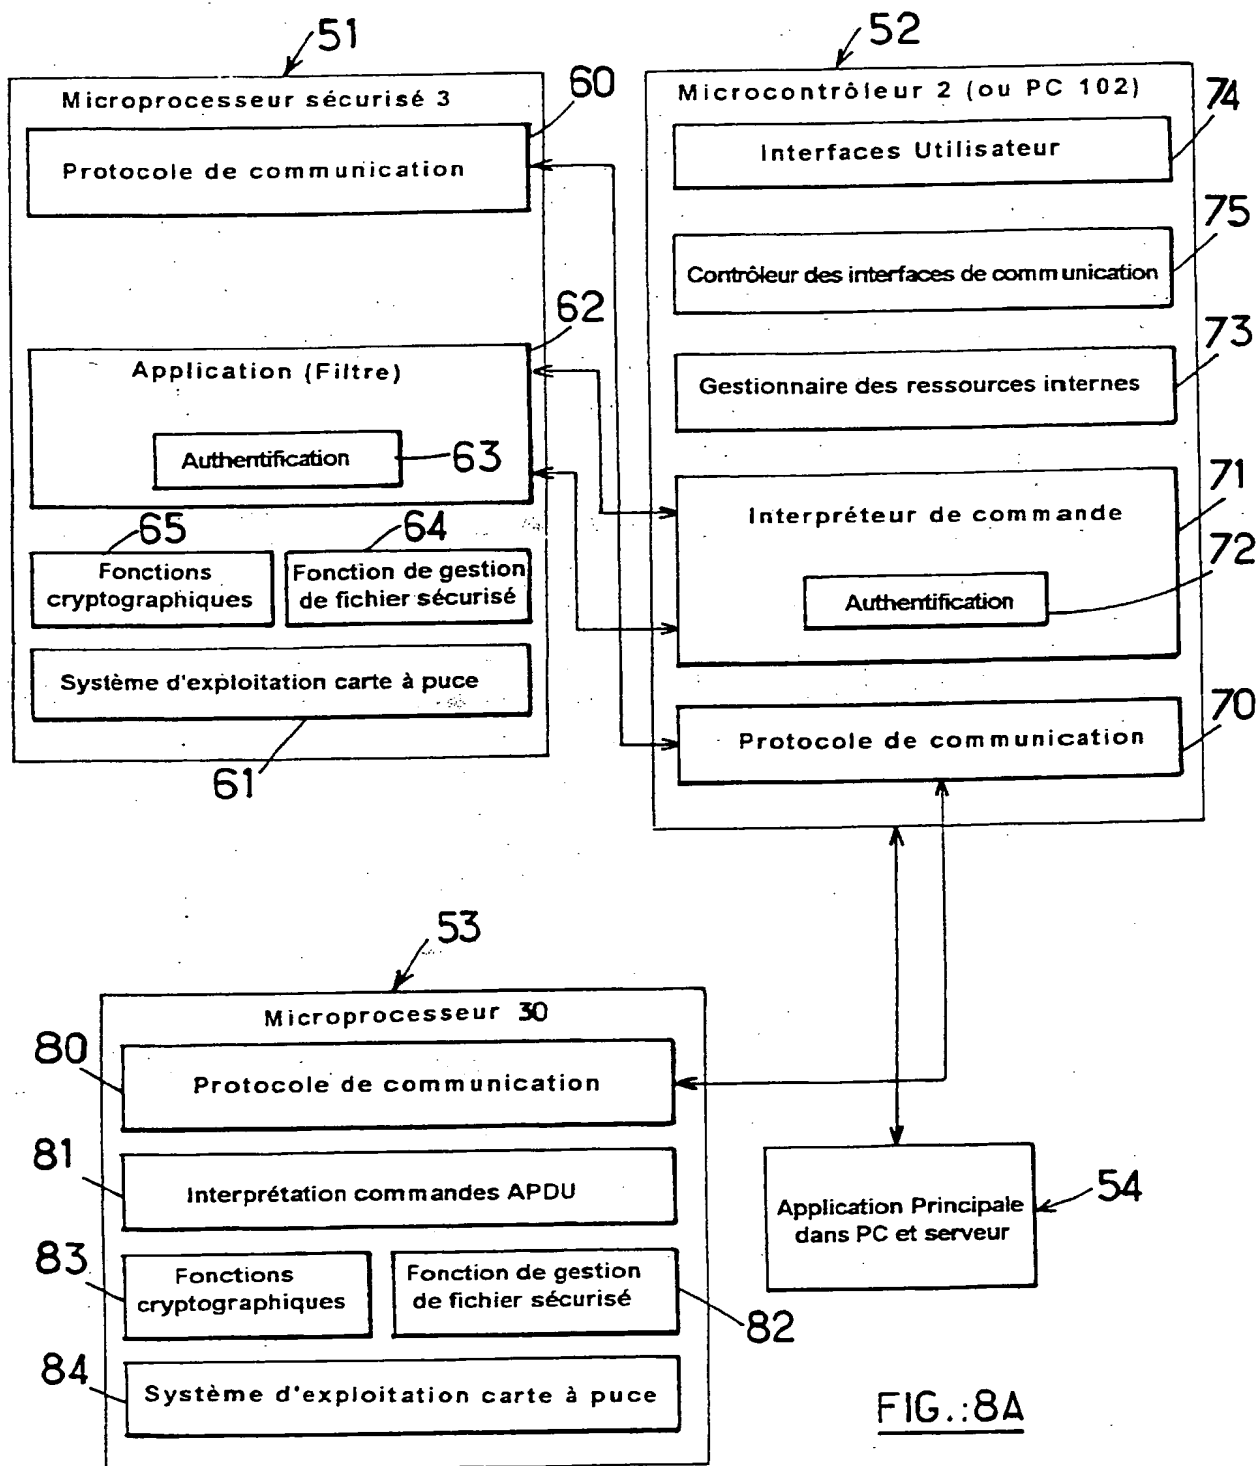 51
Microprocesseur sécurisé 3
60
Protocole de communication
62
Application (Filtre)
Authentification
63
65
Fonctions
cryptographiques
64
Fonction de gestion
de fichier sécurisé
Système d'exploitation carte à puce
61
52
Microcontrôleur 2 (ou PC 102)
74
Interfaces Utilisateur
75
Contrôleur des interfaces de communication
73
Gestionnaire des ressources internes
71
Interpréteur de commande
72
Authentification
70
Protocole de communication
53
Microprocesseur 30
80
Protocole de communication
81
Interprétation commandes APDU
83
Fonctions
cryptographiques
Fonction de gestion
de fichier sécurisé
82
84
Système d'exploitation carte à puce
Application Principale
dans PC et serveur
54
FIG.:8A